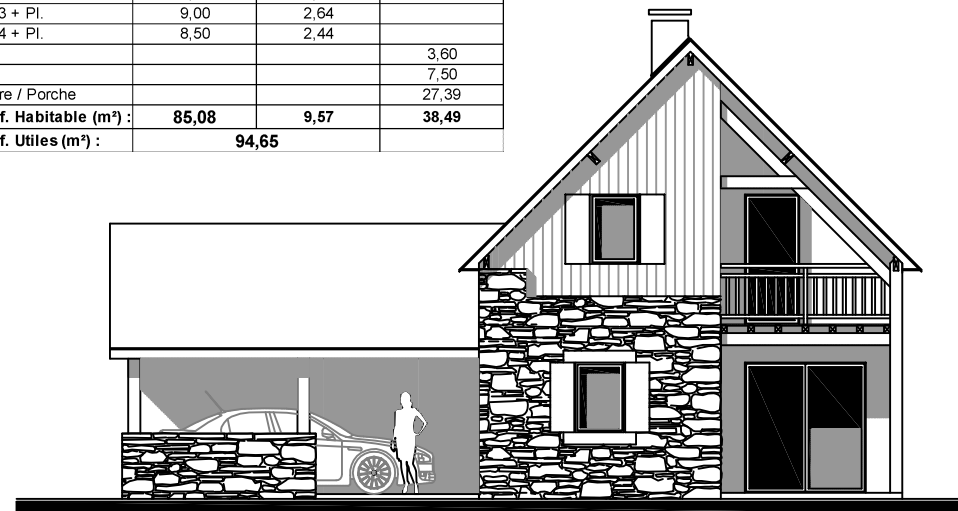 3 + Pl. 9,00 2,64
4 + Pl. 8,50 2,44
3,60
7,50
re / Porche 27,39
f. Habitable (m²) : 85,08 9,57 38,49
f. Utiles (m²) : 94,65